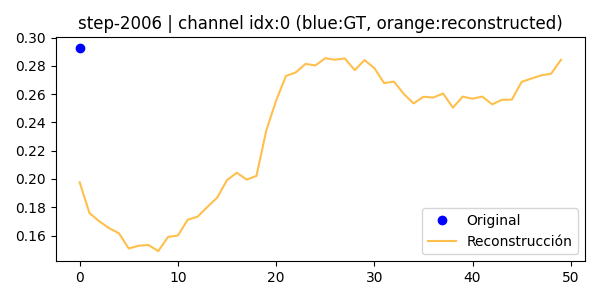 step-2006 | channel idx:0 (blue:GT, orange:reconstructed)
0.30
0.28
0.26
0.24
0.22
0.20
0.18
0.16
0 10 20 30 40 50
Original
Reconstrucción